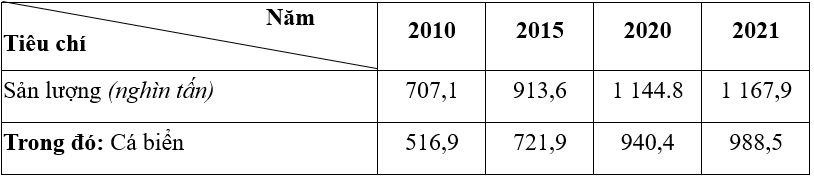 Năm
Tiêu chí
2010 2015 2020 2021
Sản lượng (nghìn tấn) 707,1 913,6 1 144.8 1 167,9
Trong đó: Cá biển 516,9 721,9 940,4 988,5